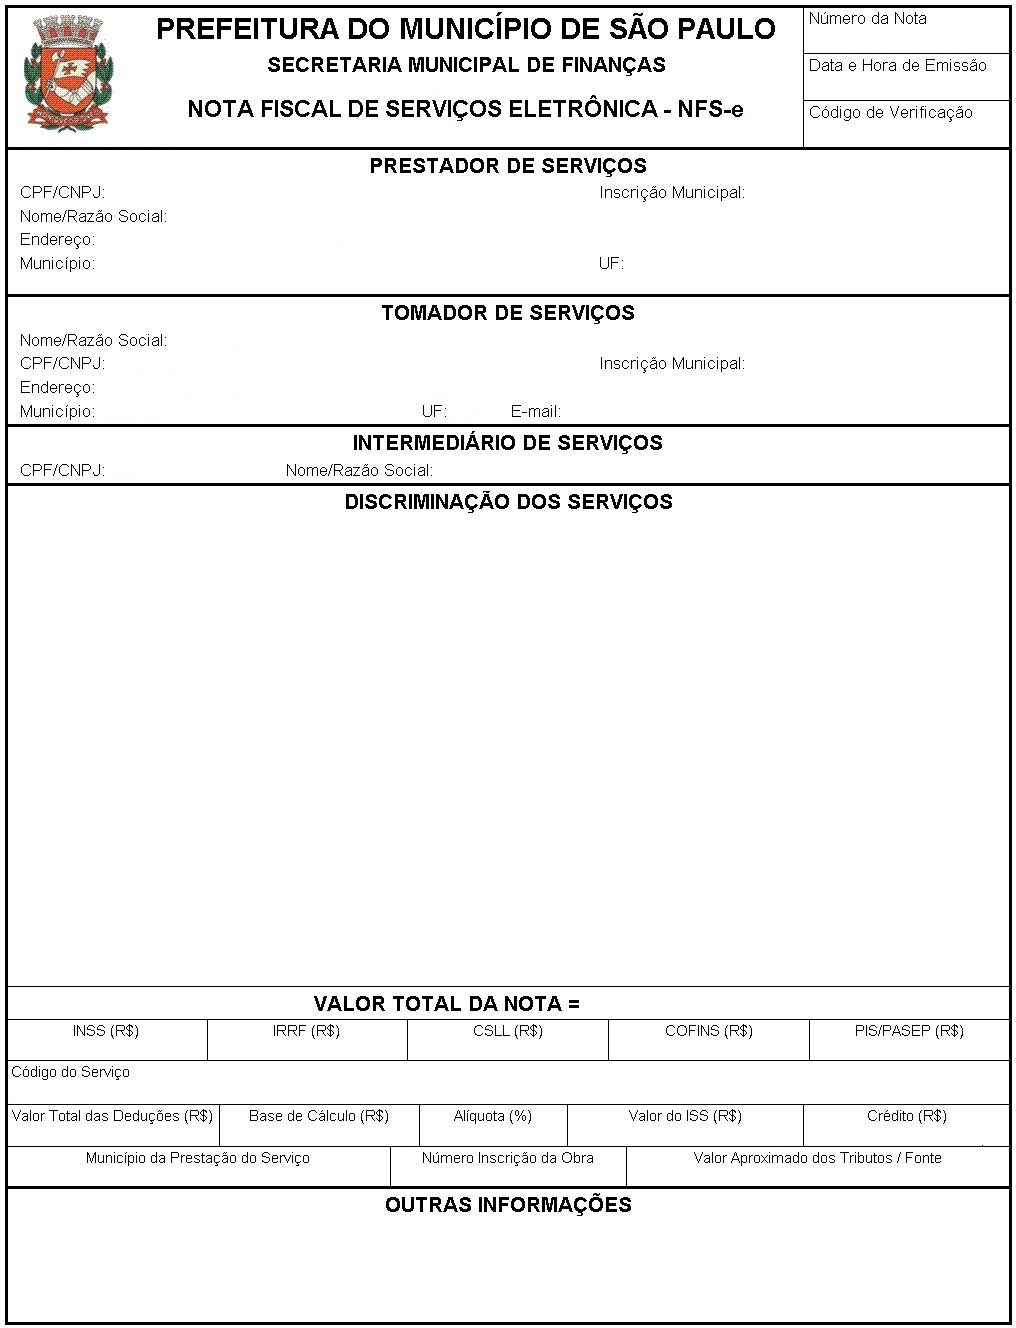 PREFEITURA DO MUNICÍPIO DE SÃO PAULO
SECRETARIA MUNICIPAL DE FINANÇAS
NOTA FISCAL DE SERVIÇOS ELETRÔNICA - NFS-e
Número da Nota
Data e Hora de Emissão
Código de Verificação
PRESTADOR DE SERVIÇOS
CPF/CNPJ: Inscrição Municipal:
Nome/Razão Social:
Endereço:
Município: UF:
TOMADOR DE SERVIÇOS
Nome/Razão Social:
CPF/CNPJ: Inscrição Municipal:
Endereço:
Município: UF: E-mail:
INTERMEDIÁRIO DE SERVIÇOS
CPF/CNPJ: Nome/Razão Social:
DISCRIMINAÇÃO DOS SERVIÇOS
VALOR TOTAL DA NOTA =
INSS (R$) IRRF (R$) CSLL (R$) COFINS (R$) PIS/PASEP (R$)
Código do Serviço
Valor Total das Deduções (R$) Base de Cálculo (R$) Alíquota (%) Valor do ISS (R$) Crédito (R$)
Município da Prestação do Serviço Número Inscrição da Obra Valor Aproximado dos Tributos / Fonte
OUTRAS INFORMAÇÕES